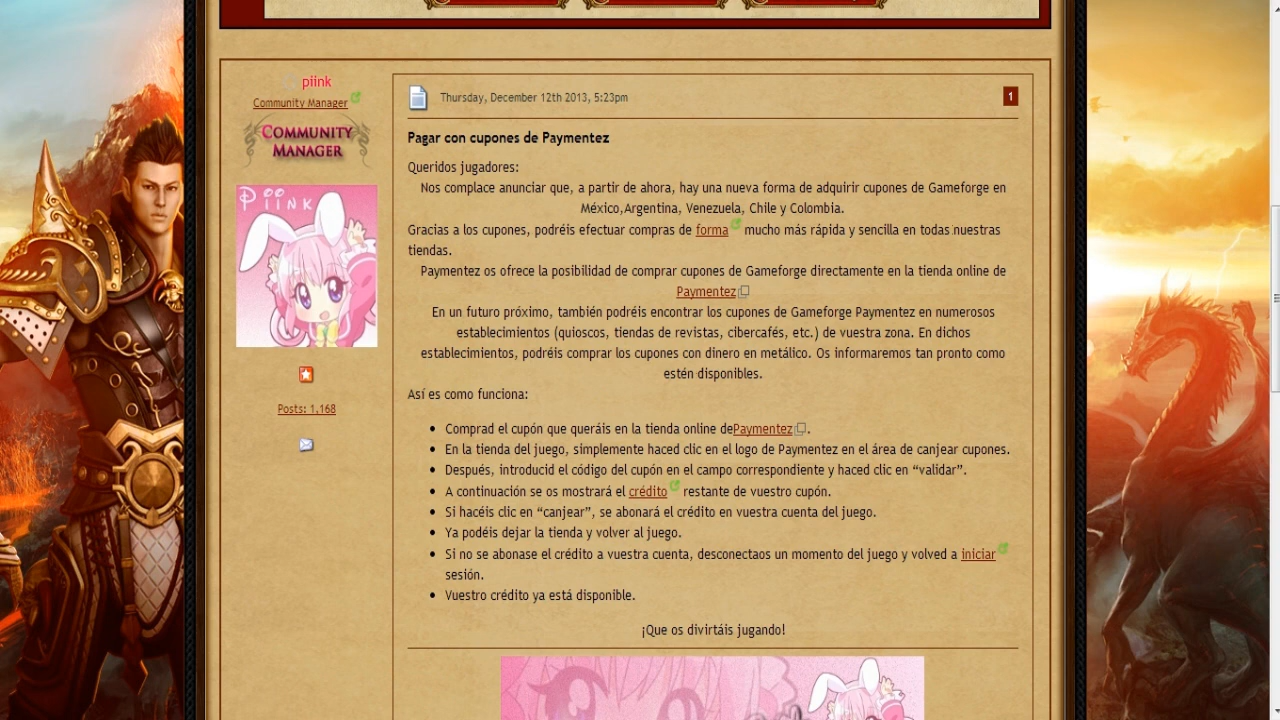 piink
Community Manager
COMMUNITY
MANAGER
Piink
Posts: 1,168
Thursday, December 12th 2013, 5:23pm
1
Pagar con cupones de Paymentez
Queridos jugadores:
Nos complace anunciar que, a partir de ahora, hay una nueva forma de adquirir cupones de Gameforge en
México,Argentina, Venezuela, Chile y Colombia.
Gracias a los cupones, podréis efectuar compras de forma mucho más rápida y sencilla en todas nuestras
tiendas.
Paymentez os ofrece la posibilidad de comprar cupones de Gameforge directamente en la tienda online de
Paymentez
En un futuro próximo, también podréis encontrar los cupones de Gameforge Paymentez en numerosos
establecimientos (quioscos, tiendas de revistas, cibercafés, etc.) de vuestra zona. En dichos
establecimientos, podréis comprar los cupones con dinero en metálico. Os informaremos tan pronto como
estén disponibles.
Así es como funciona:
• Comprad el cupón que queráis en la tienda online dePaymentez.
• En la tienda del juego, simplemente haced clic en el logo de Paymentez en el área de canjear cupones.
• Después, introducid el código del cupón en el campo correspondiente y haced clic en “validar”.
• A continuación se os mostrará el crédito restante de vuestro cupón.
• Si hacéis clic en “canjear”, se abonará el crédito en vuestra cuenta del juego.
• Ya podéis dejar la tienda y volver al juego.
• Si no se abonase el crédito a vuestra cuenta, desconectaos un momento del juego y volved a iniciar
sesión.
• Vuestro crédito ya está disponible.
¡Que os divirtáis jugando!